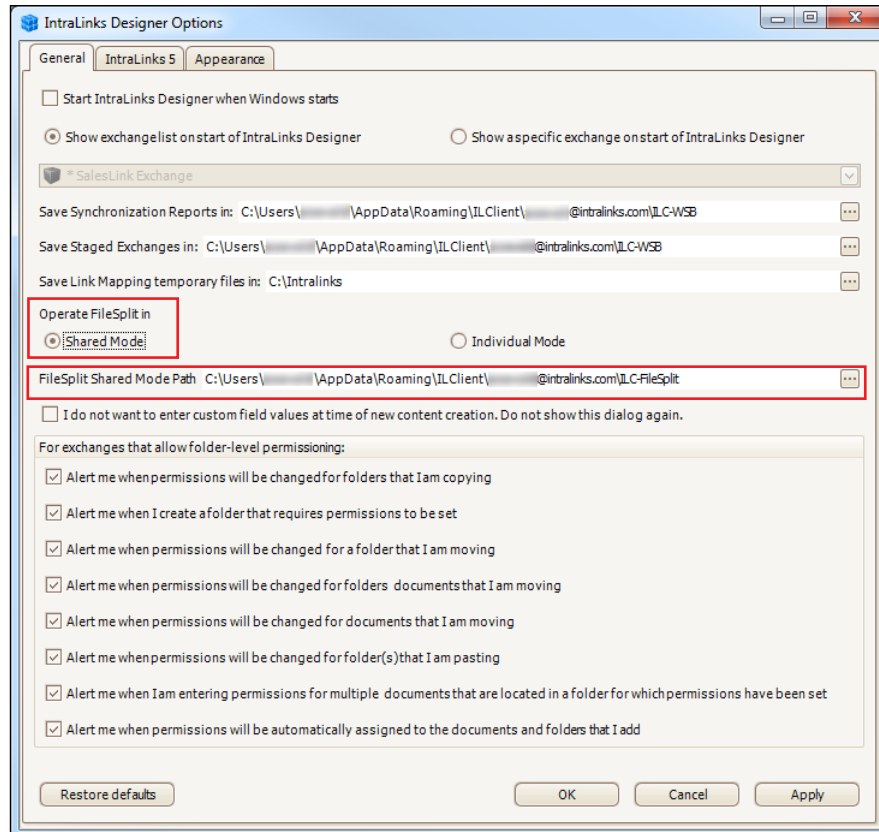 IntraLinks Designer Options
General IntraLinks 5 Appearance
Start IntraLinks Designer when Windows starts
Show exchange list on start of IntraLinks Designer Show a specific exchange on start of IntraLinks Designer
* SalesLink Exchange
Save Synchronization Reports in: C:\Users\ \AppData\Roaming\ILClient\ @intralinks.com\ILC-WSB
Save Staged Exchanges in: C:\Users\ \AppData\Roaming\ILClient\ @intralinks.com\ILC-WSB
Save Link Mapping temporary files in: C:\Intralinks
Operate FileSplit in
Shared Mode Individual Mode
FileSplit Shared Mode Path C:\Users\ \AppData\Roaming\ILClient\ @intralinks.com\ILC-FileSplit
I do not want to enter custom field values at time of new content creation. Do not show this dialog again.
For exchanges that allow folder-level permissioning:
Alert me when permissions will be changed for folders that I am copying
Alert me when I create a folder that requires permissions to be set
Alert me when permissions will be changed for a folder that I am moving
Alert me when permissions will be changed for folders documents that I am moving
Alert me when permissions will be changed for documents that I am moving
Alert me when permissions will be changed for folder(s) that I am pasting
Alert me when I am entering permissions for multiple documents that are located in a folder for which permissions have been set
Alert me when permissions will be automatically assigned to the documents and folders that I add
Restore defaults OK Cancel Apply